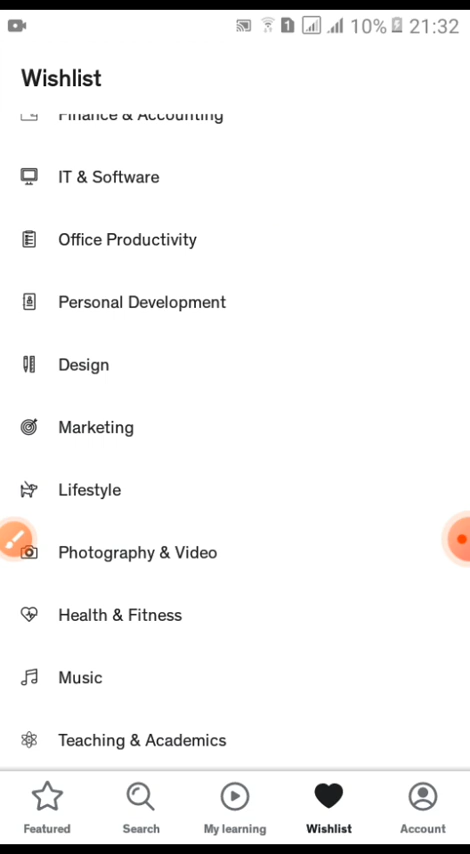 1 10% 21:32
Wishlist
Finance & Accounting
IT & Software
Office Productivity
Personal Development
Design
Marketing
Lifestyle
Photography & Video
Health & Fitness
Music
Teaching & Academics
Featured Search My learning Wishlist Account